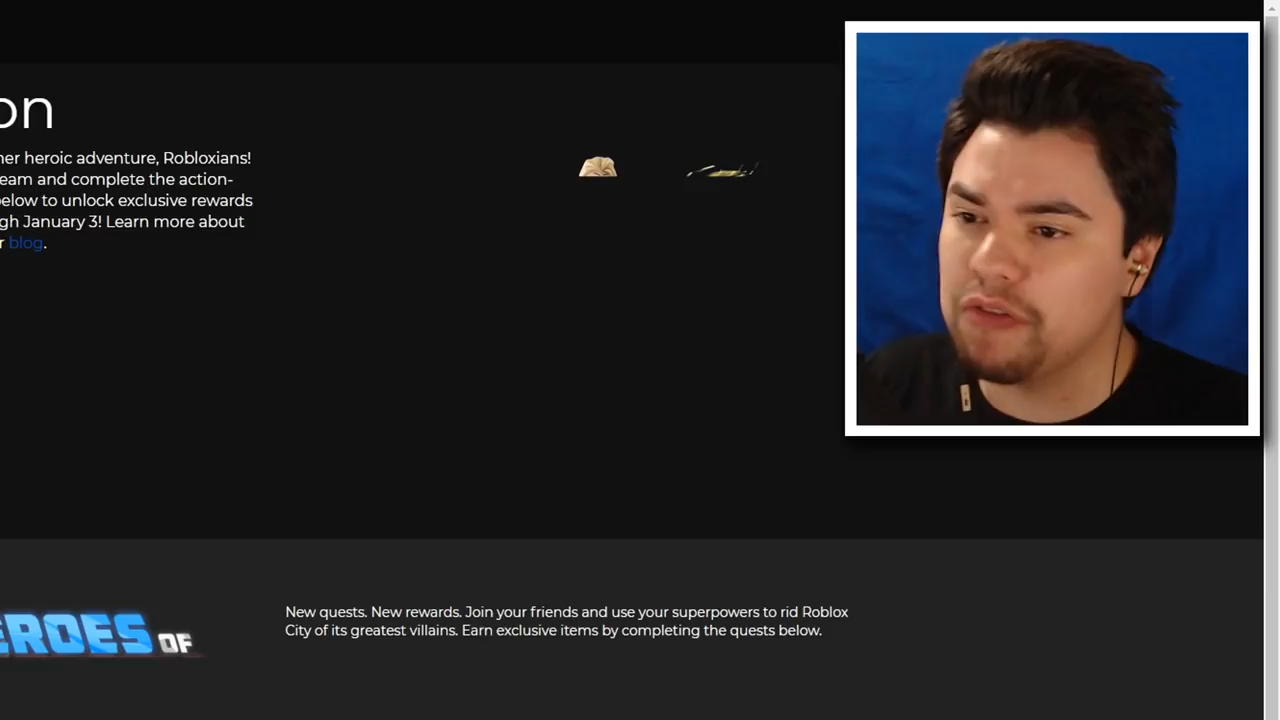 on
her heroic adventure, Robloxians!
eam and complete the action-
below to unlock exclusive rewards
gh January 3! Learn more about
r blog.
EROES OF
New quests. New rewards. Join your friends and use your superpowers to rid Roblox
City of its greatest villains. Earn exclusive items by completing the quests below.